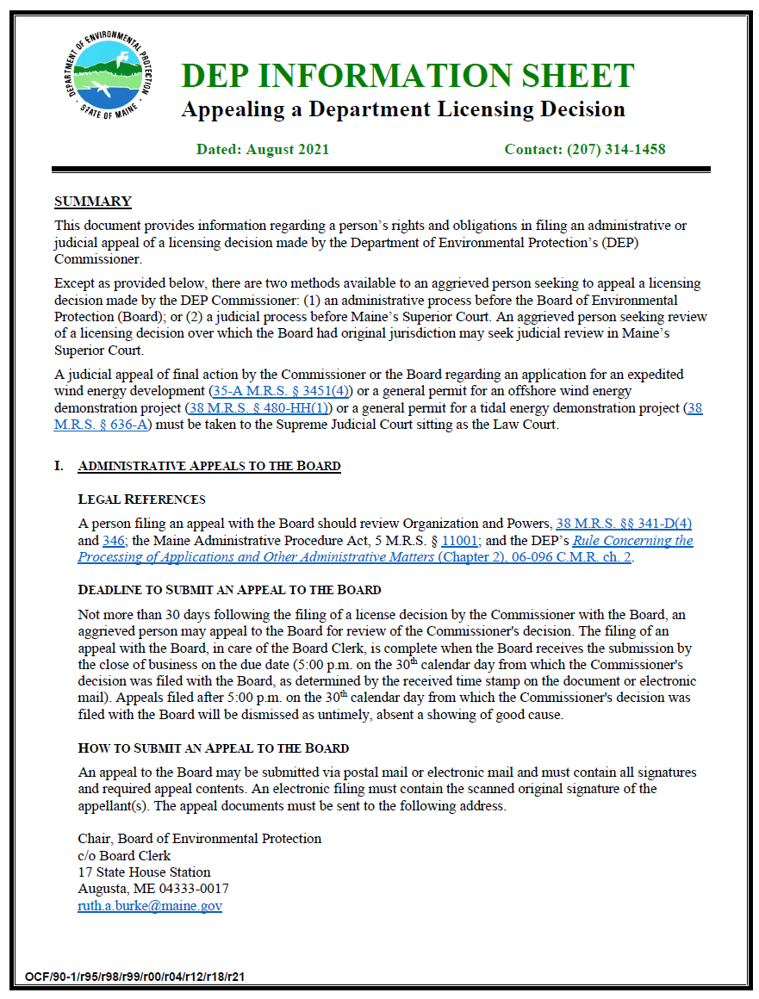 DEPARTMENT OF ENVIRONMENTAL PROTECTION
· STATE OF MAINE ·
DEP INFORMATION SHEET
Appealing a Department Licensing Decision
Dated: August 2021 Contact: (207) 314-1458
SUMMARY
This document provides information regarding a person’s rights and obligations in filing an administrative or
judicial appeal of a licensing decision made by the Department of Environmental Protection’s (DEP)
Commissioner.
Except as provided below, there are two methods available to an aggrieved person seeking to appeal a licensing
decision made by the DEP Commissioner: (1) an administrative process before the Board of Environmental
Protection (Board); or (2) a judicial process before Maine’s Superior Court. An aggrieved person seeking review
of a licensing decision over which the Board had original jurisdiction may seek judicial review in Maine’s
Superior Court.
A judicial appeal of final action by the Commissioner or the Board regarding an application for an expedited
wind energy development (35-A M.R.S. § 3451(4)) or a general permit for an offshore wind energy
demonstration project (38 M.R.S. § 480-HH(1)) or a general permit for a tidal energy demonstration project (38
M.R.S. § 636-A) must be taken to the Supreme Judicial Court sitting as the Law Court.
I. ADMINISTRATIVE APPEALS TO THE BOARD
LEGAL REFERENCES
A person filing an appeal with the Board should review Organization and Powers, 38 M.R.S. §§ 341-D(4)
and 346; the Maine Administrative Procedure Act, 5 M.R.S. § 11001; and the DEP’s Rule Concerning the
Processing of Applications and Other Administrative Matters (Chapter 2), 06-096 C.M.R. ch. 2.
DEADLINE TO SUBMIT AN APPEAL TO THE BOARD
Not more than 30 days following the filing of a license decision by the Commissioner with the Board, an
aggrieved person may appeal to the Board for review of the Commissioner's decision. The filing of an
appeal with the Board, in care of the Board Clerk, is complete when the Board receives the submission by
the close of business on the due date (5:00 p.m. on the 30th calendar day from which the Commissioner's
decision was filed with the Board, as determined by the received time stamp on the document or electronic
mail). Appeals filed after 5:00 p.m. on the 30th calendar day from which the Commissioner's decision was
filed with the Board will be dismissed as untimely, absent a showing of good cause.
HOW TO SUBMIT AN APPEAL TO THE BOARD
An appeal to the Board may be submitted via postal mail or electronic mail and must contain all signatures
and required appeal contents. An electronic filing must contain the scanned original signature of the
appellant(s). The appeal documents must be sent to the following address.
Chair, Board of Environmental Protection
c/o Board Clerk
17 State House Station
Augusta, ME 04333-0017
ruth.a.burke@maine.gov
OCF/90-1/r95/r98/r99/r00/r04/r12/r18/r21